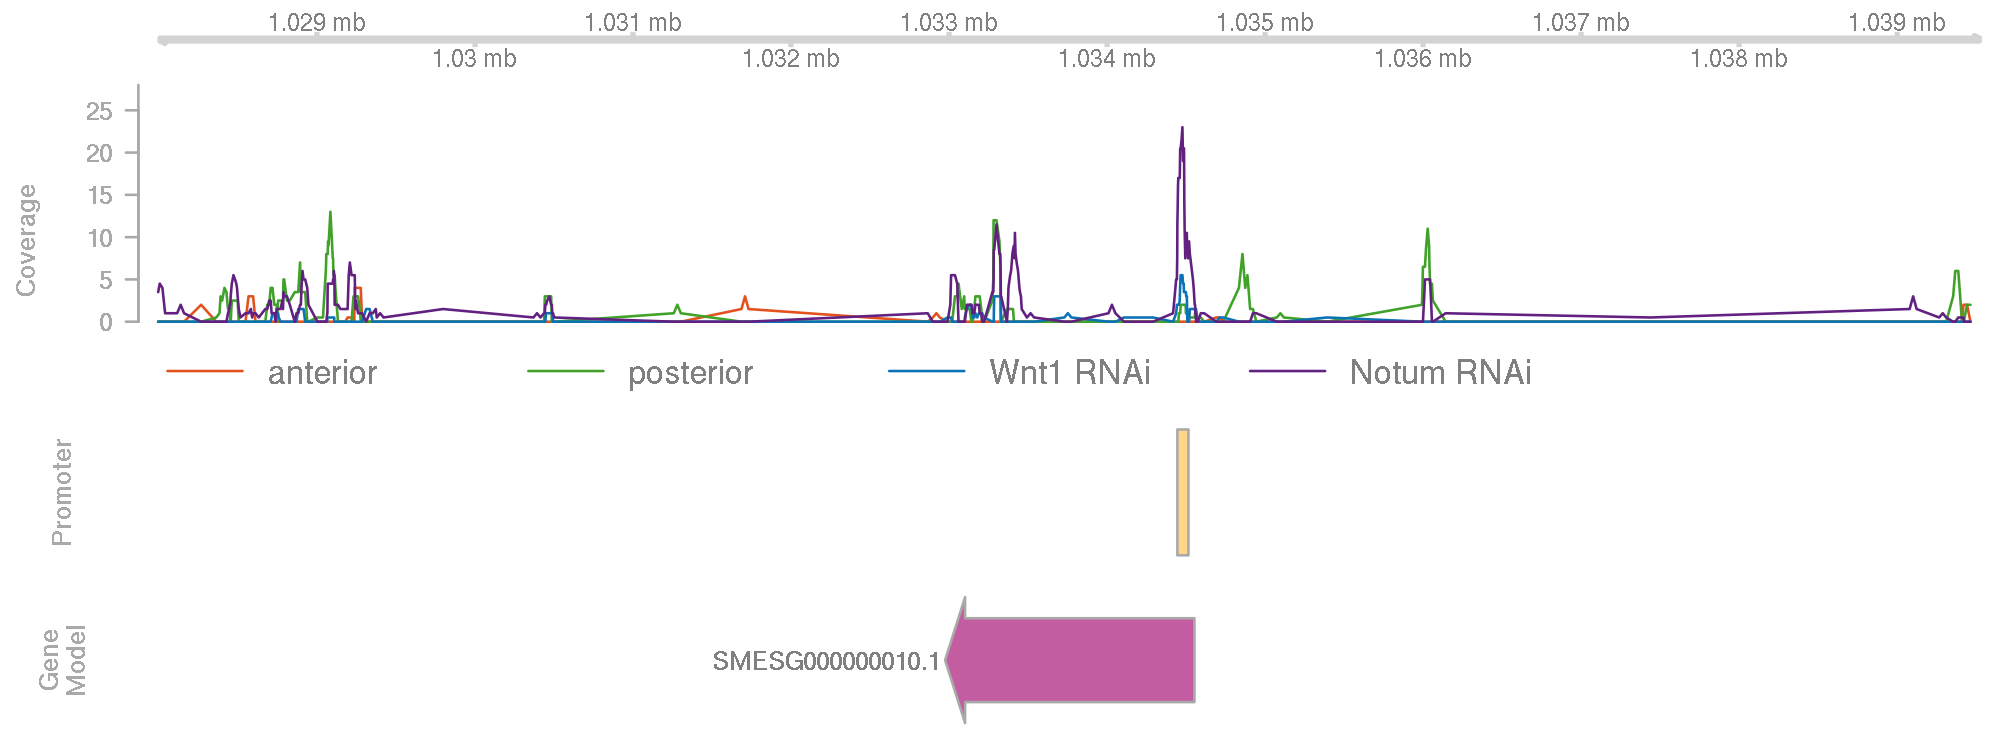 1.029 mb 1.031 mb 1.033 mb 1.035 mb 1.037 mb 1.039 mb
1.03 mb 1.032 mb 1.034 mb 1.036 mb 1.038 mb
Coverage
25
20
15
10
5
0
anterior posterior Wnt1 RNAi Notum RNAi
Promoter
Gene
Model
SMESG000000010.1